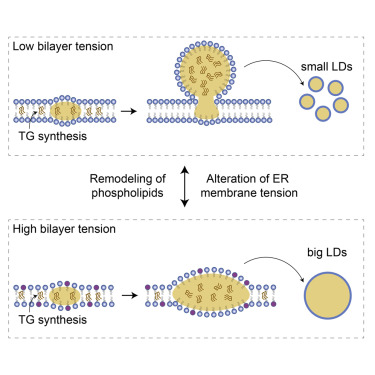 Low bilayer tension
small LDs
TG synthesis
Remodeling of
phospholipids
Alteration of ER
membrane tension
High bilayer tension
big LDs
TG synthesis